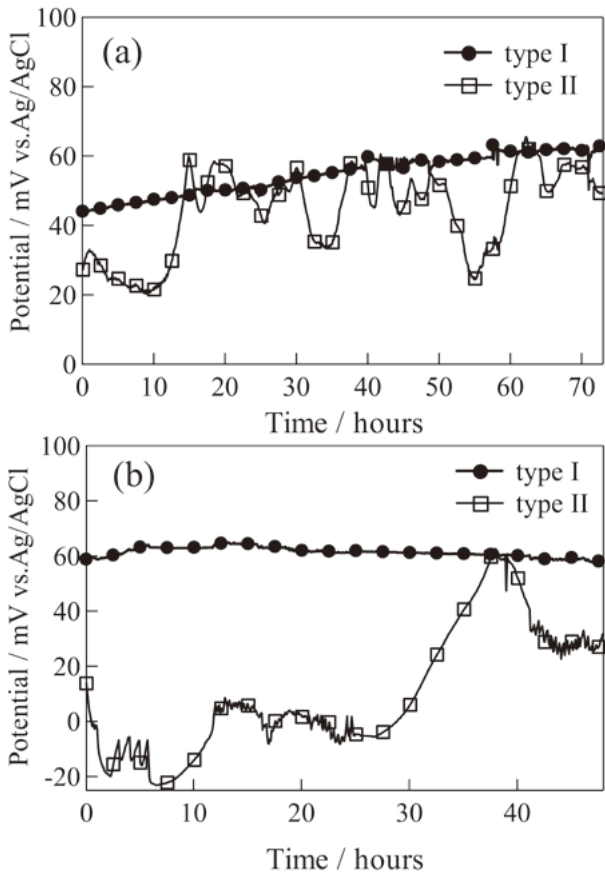 (a)
type I
type II
Potential / mV vs.Ag/AgCl
100
80
60
40
20
0
0 10 20 30 40 50 60 70
Time / hours
(b)
type I
type II
Potential / mV vs.Ag/AgCl
100
80
60
40
20
0
-20
0 10 20 30 40
Time / hours